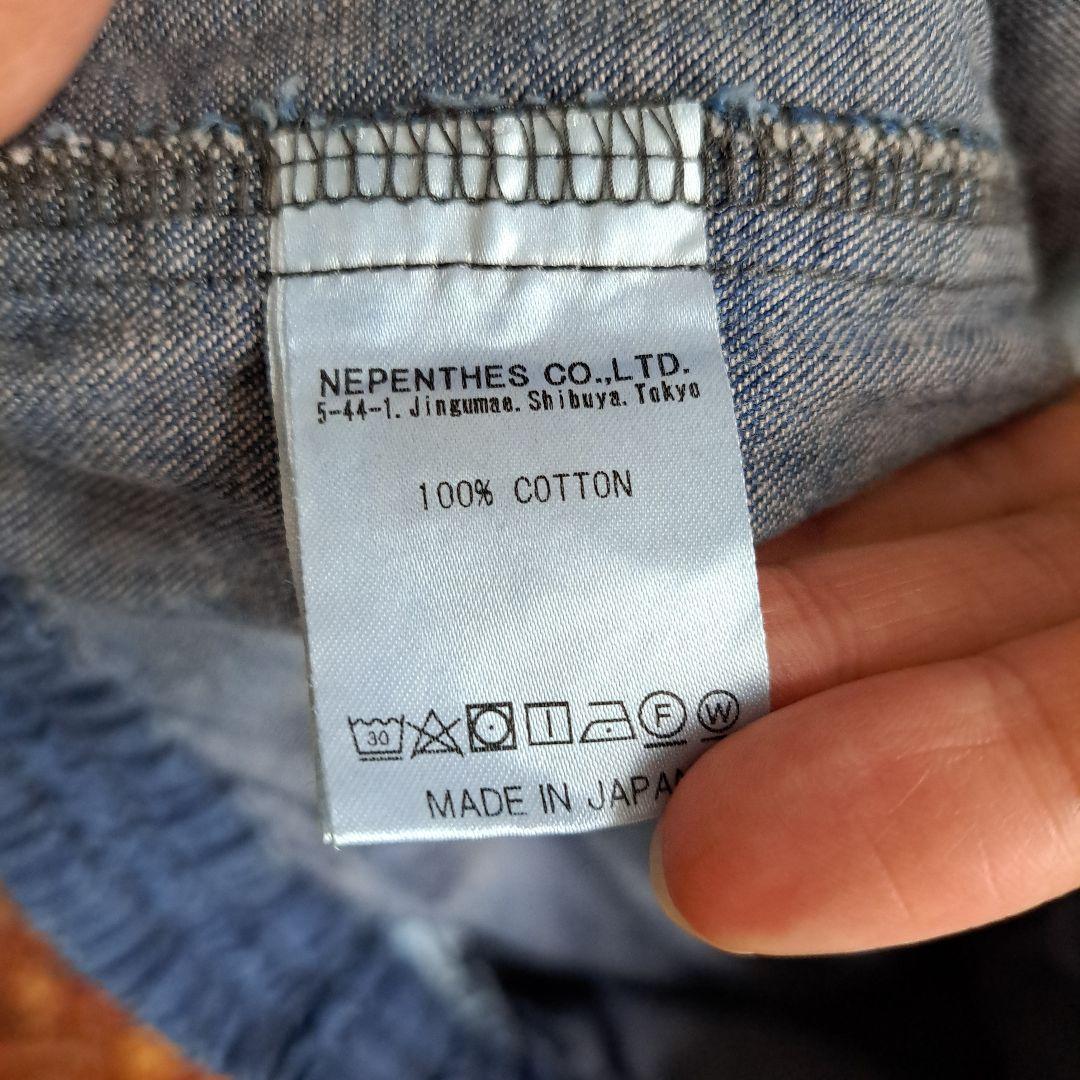 NEPENTHES CO.,LTD.
5-44-1. Jingumae. Shibuya. Tokyo
100% COTTON
30 F W
MADE IN JAPAN